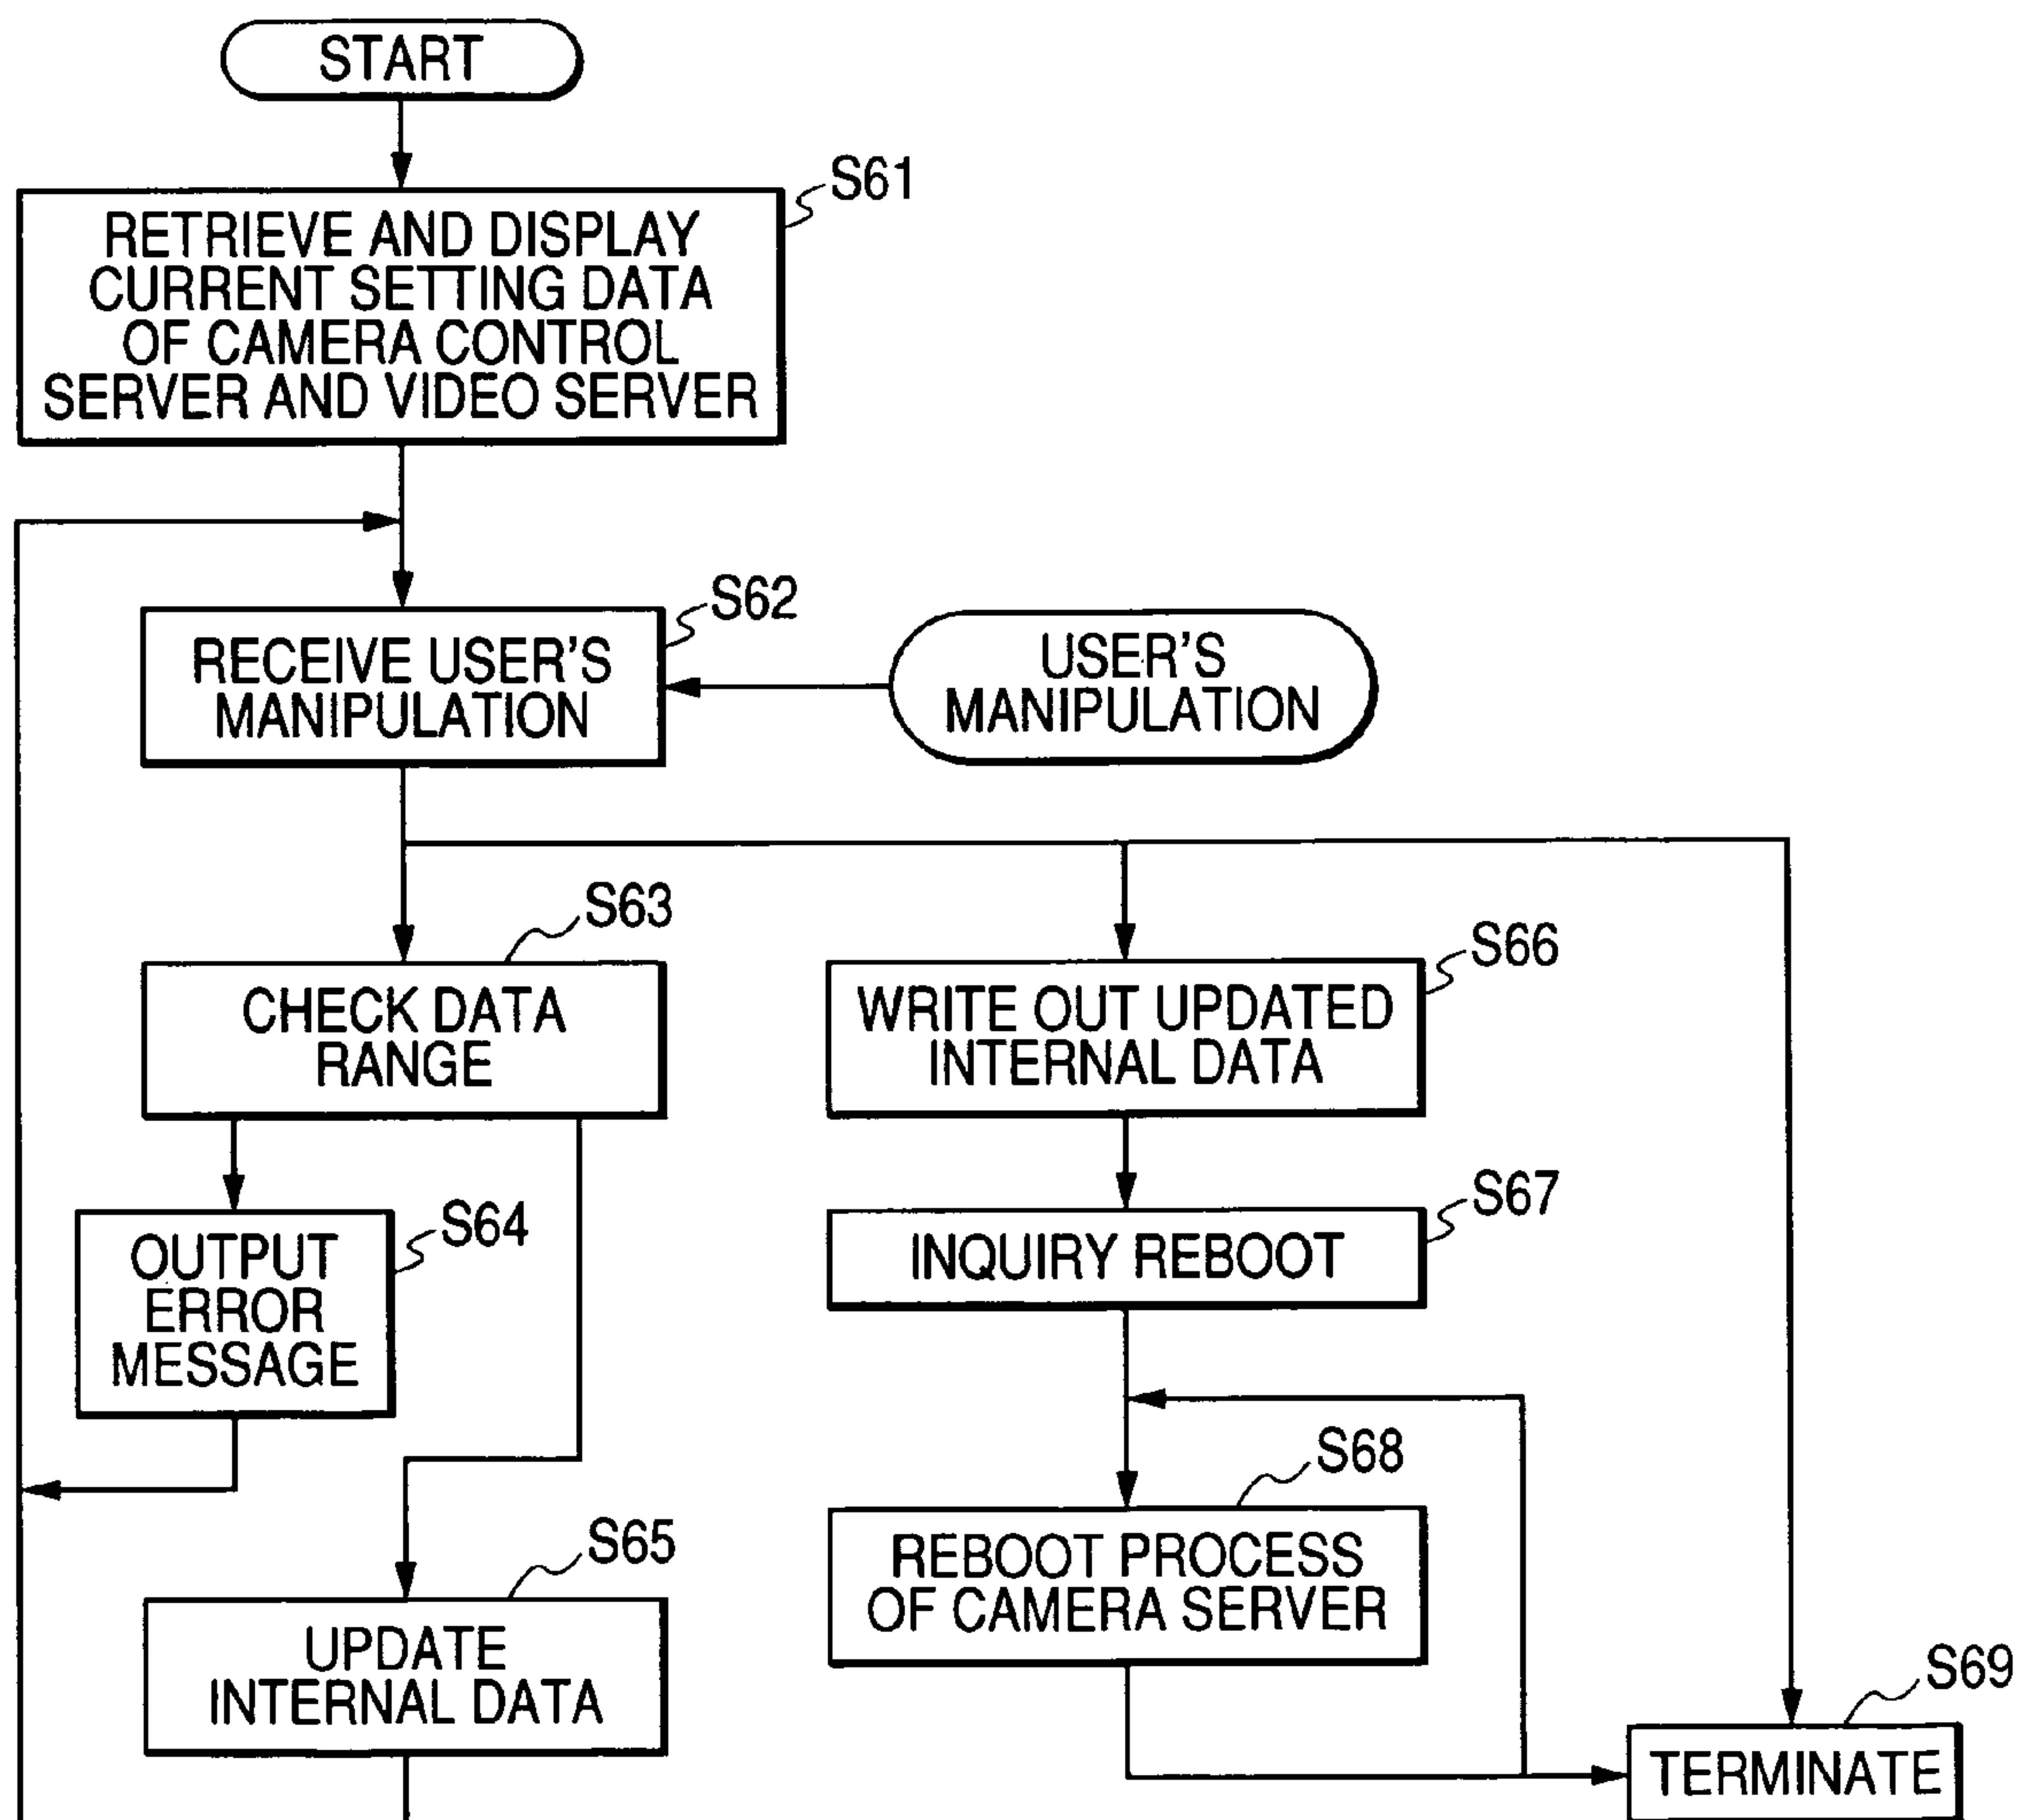 START
S61
RETRIEVE AND DISPLAY
CURRENT SETTING DATA
OF CAMERA CONTROL
SERVER AND VIDEO SERVER
S62
RECEIVE USER'S
MANIPULATION
USER'S
MANIPULATION
S63
CHECK DATA
RANGE
S66
WRITE OUT UPDATED
INTERNAL DATA
S64
OUTPUT
ERROR
MESSAGE
S67
INQUIRY REBOOT
S68
REBOOT PROCESS
OF CAMERA SERVER
S65
UPDATE
INTERNAL DATA
S69
TERMINATE